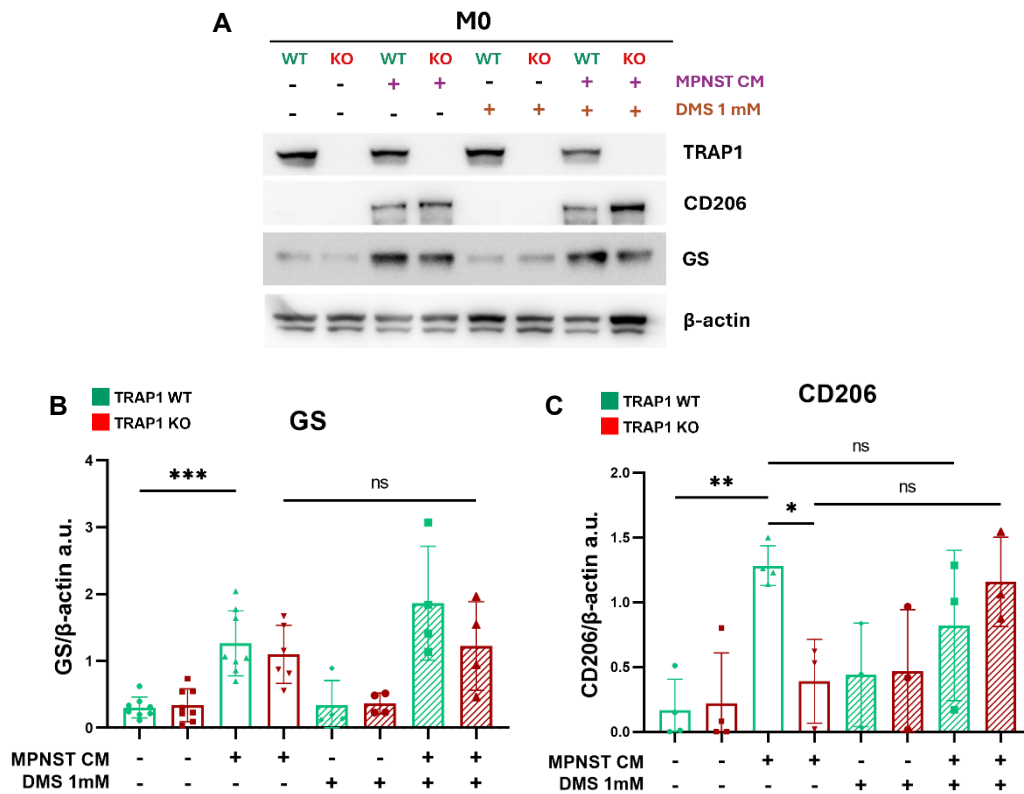 A
M0
WT KO WT KO WT KO WT KO
- - + + - - + + MPNST CM
- - - - + + + + DMS 1 mM
TRAP1
CD206
GS
β-actin
B
TRAP1 WT
TRAP1 KO
GS
***
ns
4
3
2
1
0
GS/β-actin a.u.
MPNST CM - - + + - - + +
DMS 1mM - - - - + + + +
C
TRAP1 WT
TRAP1 KO
CD206
ns
**
*
ns
2.0
1.5
1.0
0.5
0.0
CD206/β-actin a.u.
MPNST CM - - + + - - + +
DMS 1mM - - - - + + + +